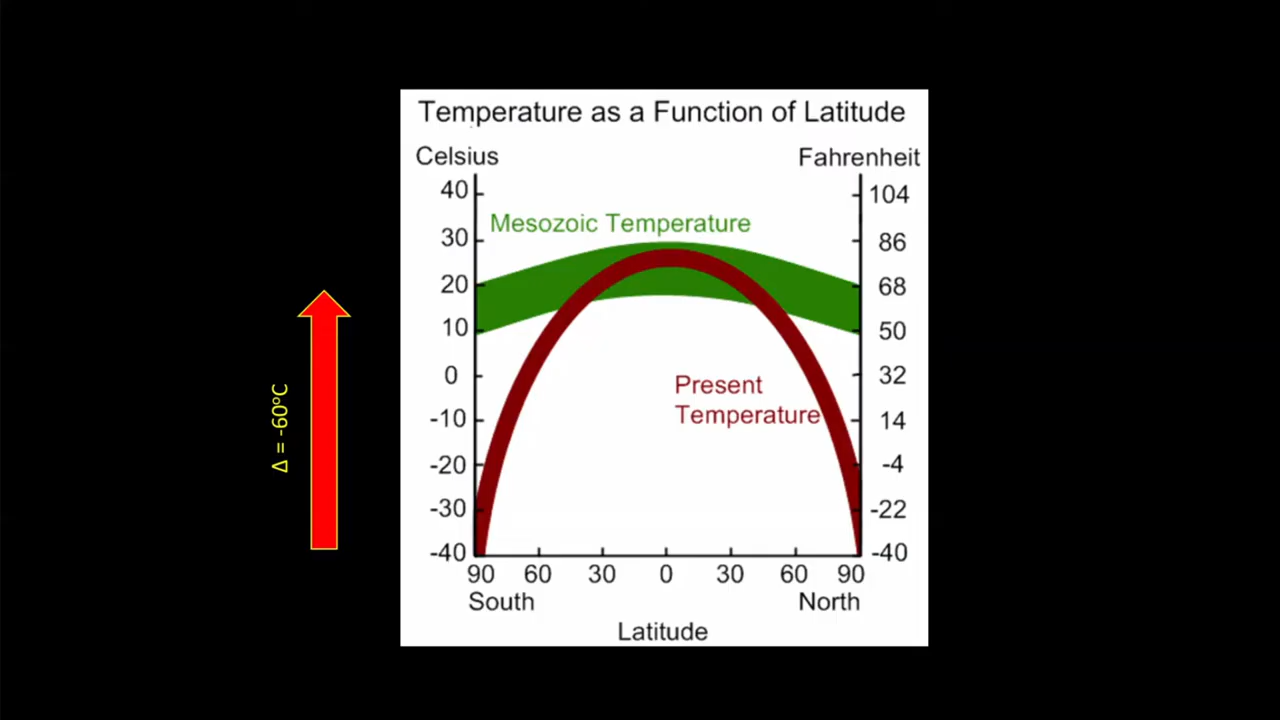 Temperature as a Function of Latitude
Celsius
Fahrenheit
40
30
20
10
0
-10
-20
-30
-40
104
86
68
50
32
14
-4
-22
-40
Mesozoic Temperature
Present
Temperature
90 60 30 0 30 60 90
South
North
Latitude
Δ = -60°C